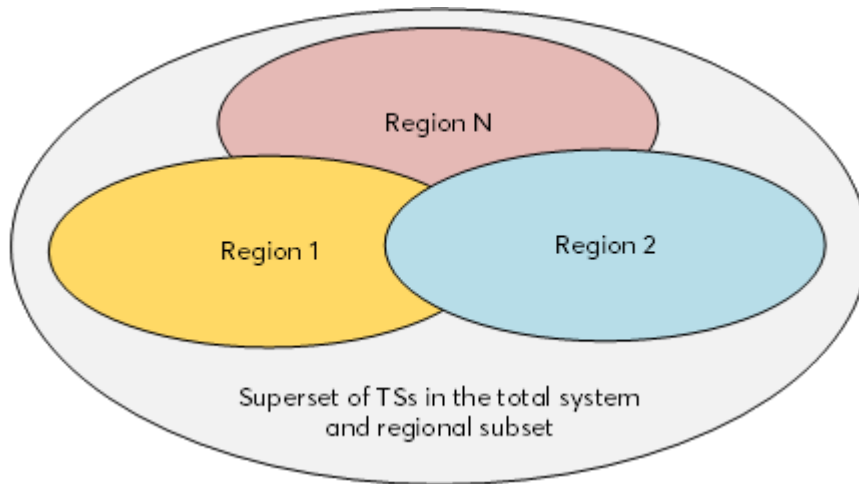 Region N
Region 1
Region 2
Superset of TSs in the total system
and regional subset